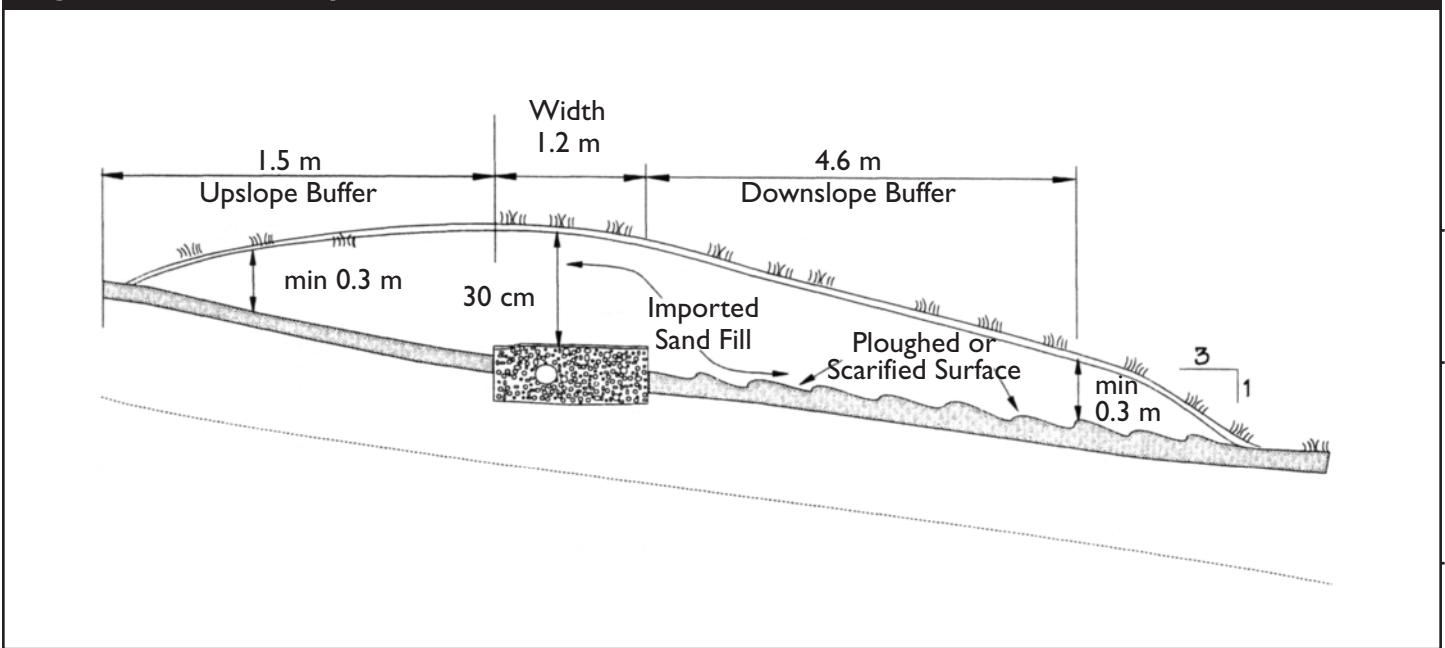 Width
1.2 m
1.5 m
Upslope Buffer
4.6 m
Downslope Buffer
min 0.3 m
30 cm
Imported
Sand Fill
Ploughed or
Scarified Surface
3
1
min
0.3 m